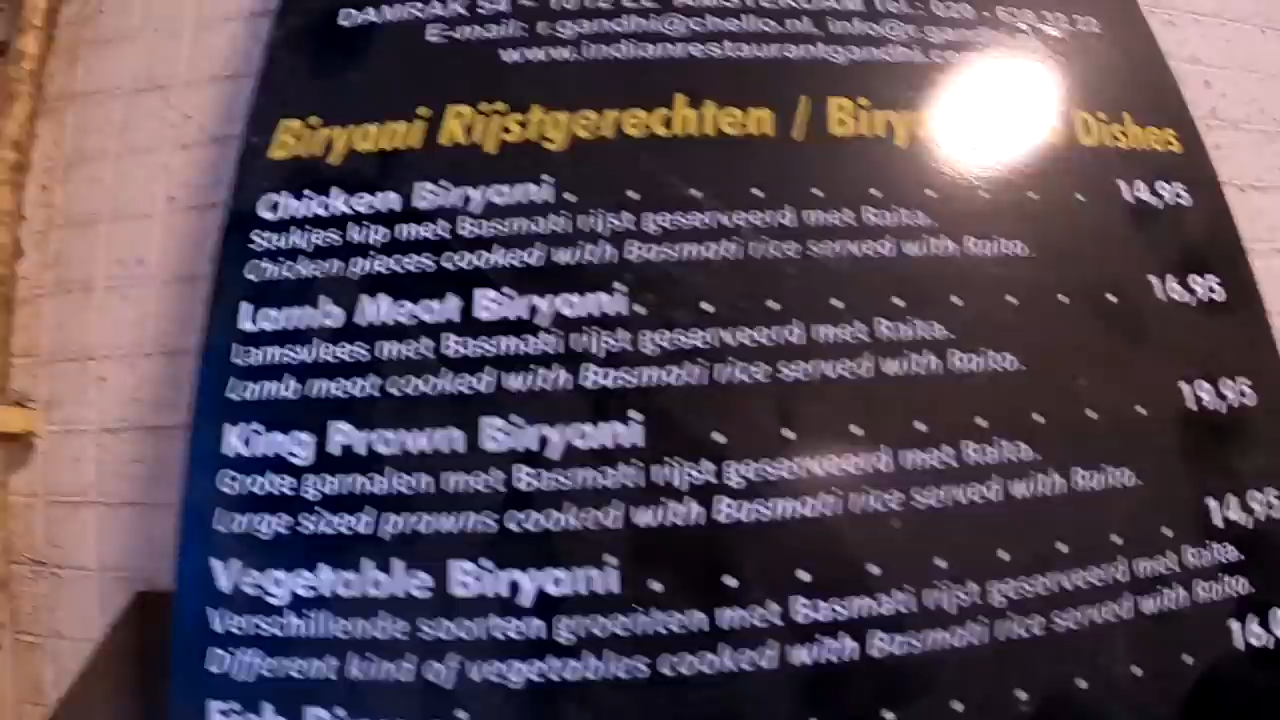 DAMRAK 54 - 1012 LL AMSTERDAM Tel.: 020 -
E-mail: r.gandhi@chello.nl,
www.indianrestaurantgandhi.
Biryani Rijstgerechten / Dishes
Chicken Biryani . . . . . . . . . 14,95
Stukjes kip met Basmati rijst geserveerd met Raita.
Chicken pieces cooked with Basmati rice served with Raita.
Lamb Meat Biryani . . . . . . . . 16,95
Lamsvlees met Basmati rijst geserveerd met Raita.
Lamb meat cooked with Basmati rice served with Raita.
King Prawn Biryani . . . . . . . 19,95
Grote garnalen met Basmati rijst geserveerd met Raita.
Large sized prawns cooked with Basmati rice served with Raita.
Vegetable Biryani . . . . . . . . 14,95
Verschillende soorten groenten met Basmati rijst geserveerd met Raita.
Different kind of vegetables cooked with Basmati rice served with Raita.
Fish Biryani